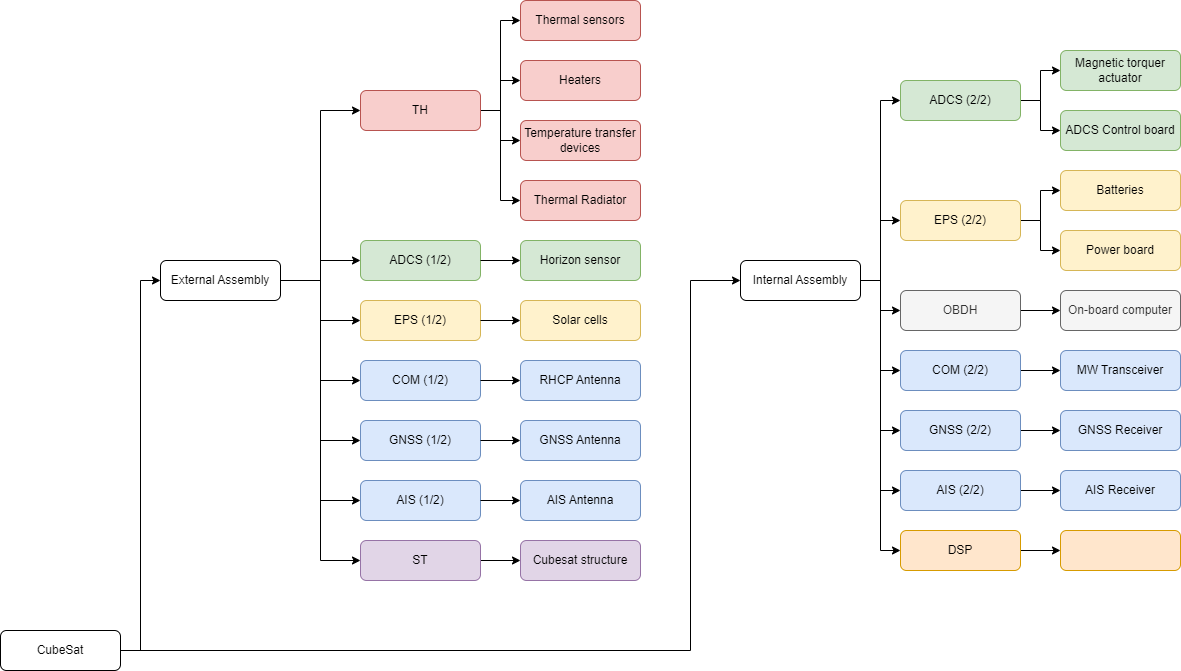 Thermal sensors
Heaters
TH
Temperature transfer
devices
Thermal Radiator
ADCS (1/2)
Horizon sensor
External Assembly
EPS (1/2)
Solar cells
COM (1/2)
RHCP Antenna
GNSS (1/2)
GNSS Antenna
AIS (1/2)
AIS Antenna
ST
Cubesat structure
CubeSat
Magnetic torquer
actuator
ADCS (2/2)
ADCS Control board
Batteries
EPS (2/2)
Power board
Internal Assembly
OBDH
On-board computer
COM (2/2)
MW Transceiver
GNSS (2/2)
GNSS Receiver
AIS (2/2)
AIS Receiver
DSP